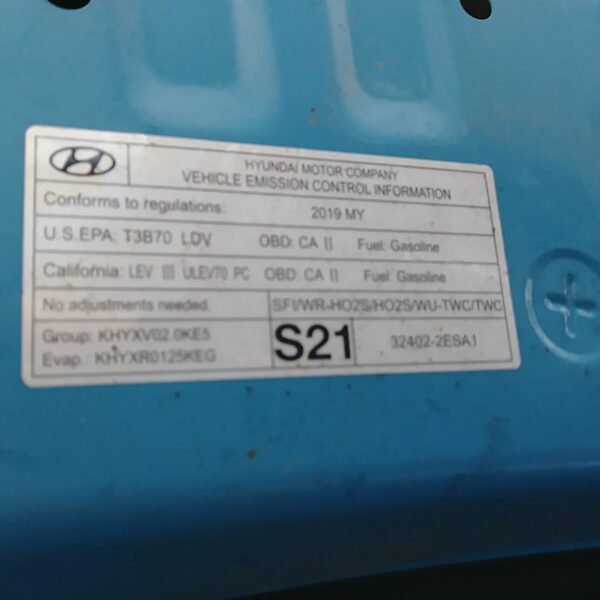 HYUNDAI MOTOR COMPANY
VEHICLE EMISSION CONTROL INFORMATION
Conforms to regulations: 2019 MY
U.S.EPA: T3B70 LDV OBD: CA II Fuel: Gasoline
California: LEV III ULEV70 PC OBD: CA II Fuel: Gasoline
No adjustments needed. SFI/WR-HO2S/HO2S/WU-TWC/TWC
Group: KHYXV02.0KE5
Evap.: KHYXR0125KEG
S21
32402-2ESA1